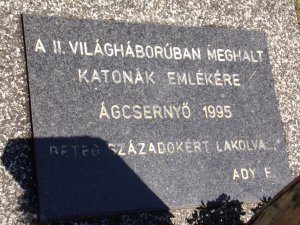 A II. VILÁGHÁBORÚBAN MEGHALT
KATONÁK EMLÉKÉRE
ÁGCSERNYŐ 1995
"BETEG SZÁZADOKÉRT LAKOLVA..."
ADY E.